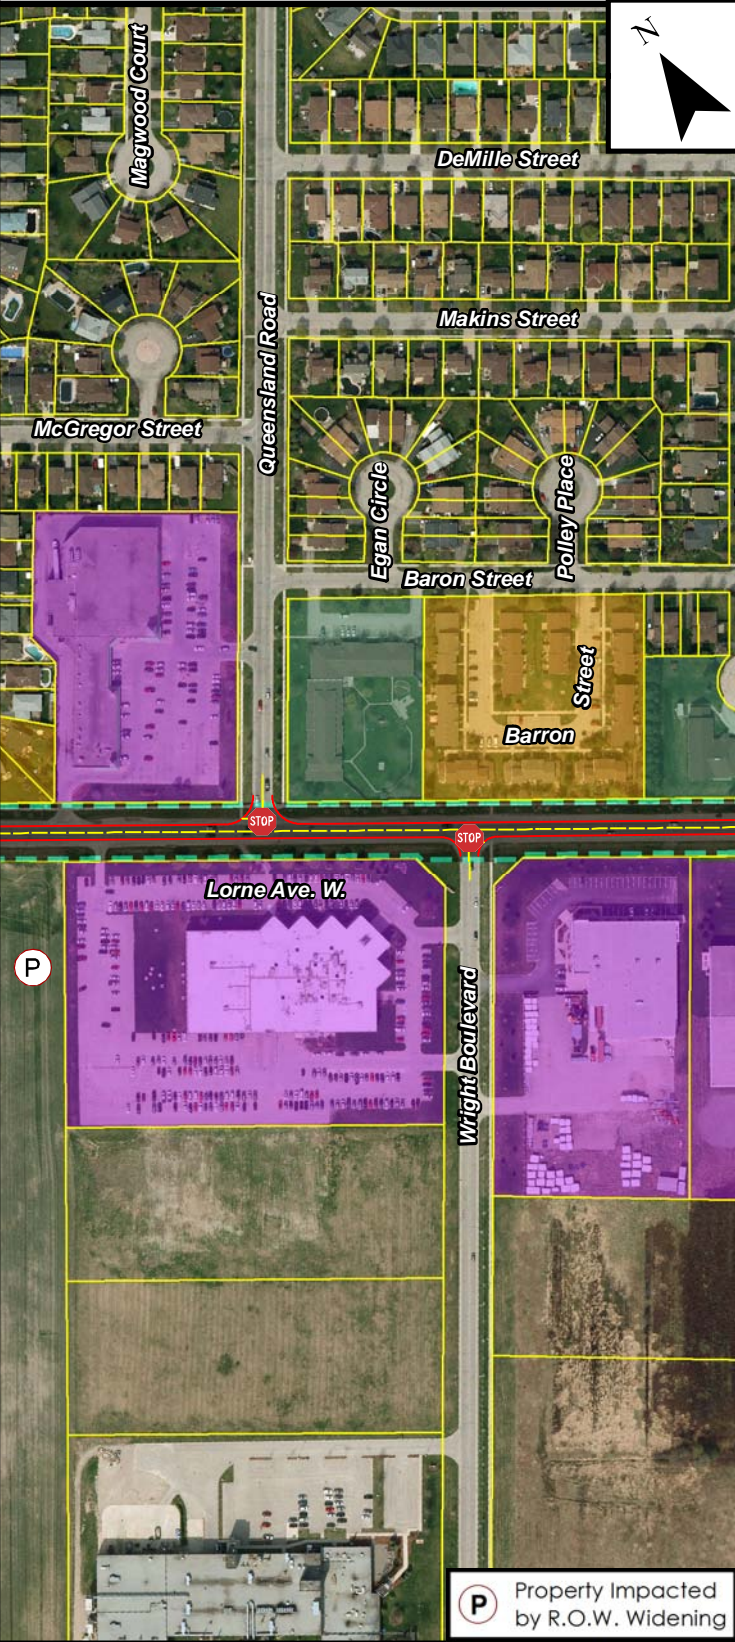 N
Magwood Court
DeMille Street
Makins Street
Queensland Road
McGregor Street
Egan Circle
Polley Place
Baron Street
Street
Barron
STOP
STOP
Lorne Ave. W.
P
Wright Boulevard
P
Property Impacted
by R.O.W. Widening